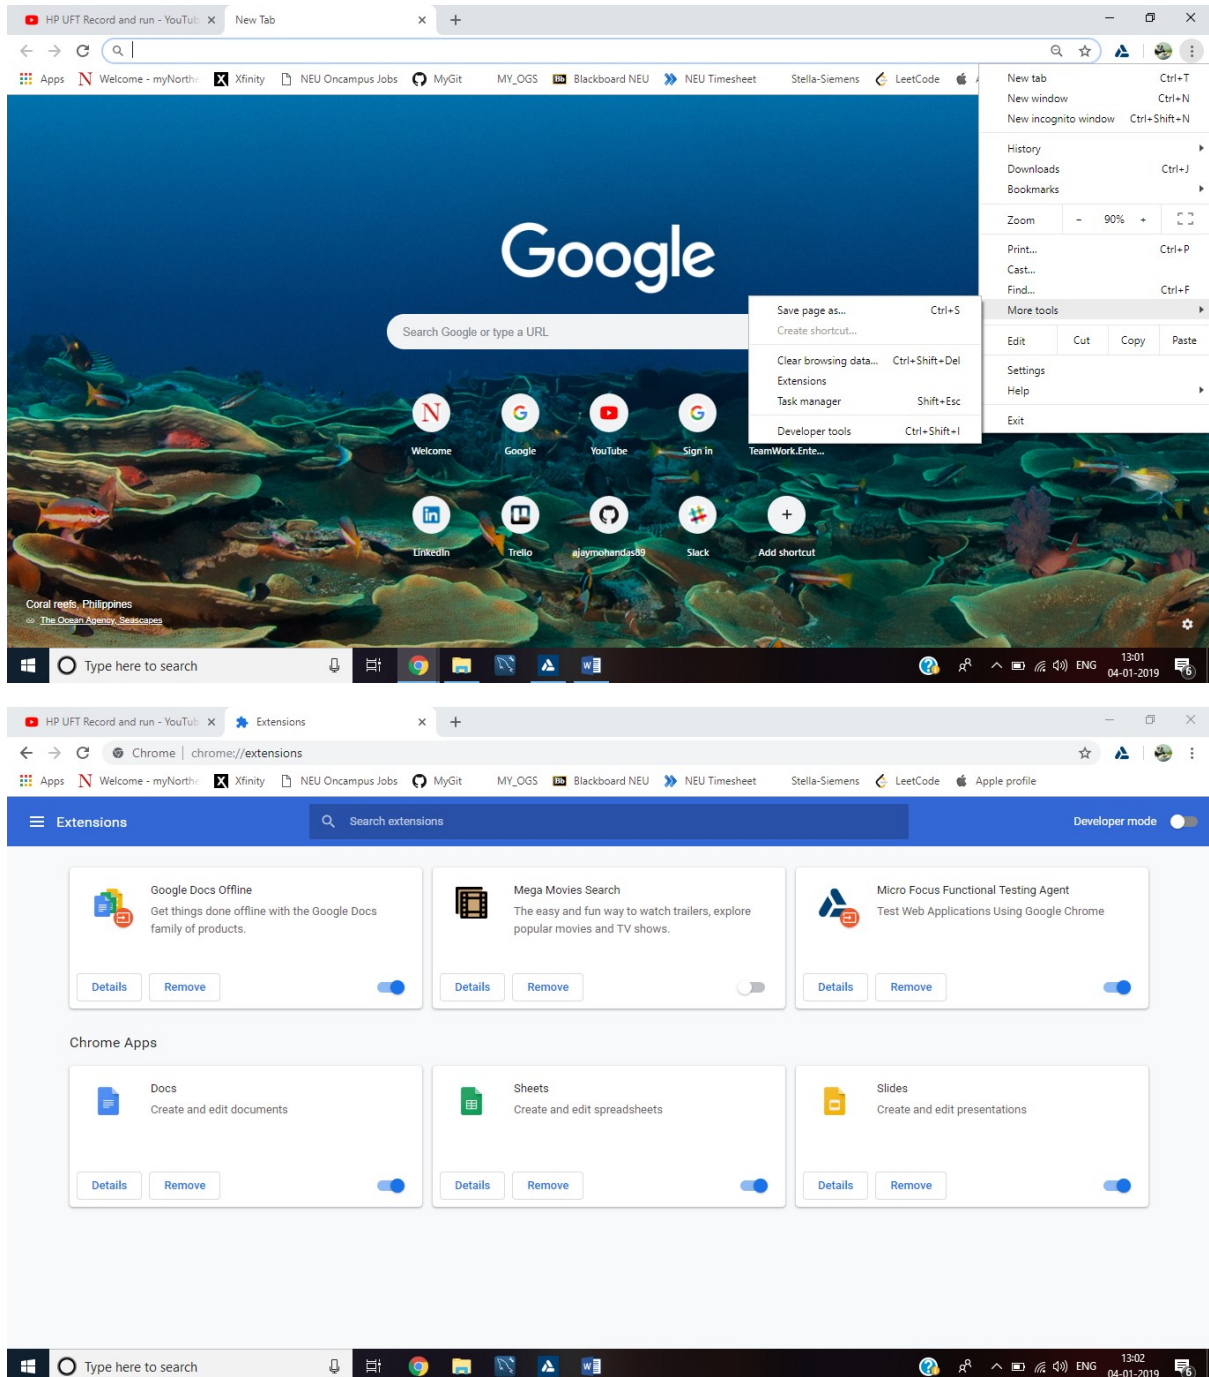 HP UFT Record and run - YouTub
New Tab
Apps
Welcome - myNorthe
Xfinity
NEU Oncampus Jobs
MyGit
MY_OGS
Bb
Blackboard NEU
NEU Timesheet
Stella-Siemens
LeetCode
New tab Ctrl+T
New window Ctrl+N
New incognito window Ctrl+Shift+N
History
Downloads Ctrl+J
Bookmarks
Zoom - 90% +
Print... Ctrl+P
Cast...
Find... Ctrl+F
More tools
Edit Cut Copy Paste
Settings
Help
Exit
Save page as... Ctrl+S
Create shortcut...
Clear browsing data... Ctrl+Shift+Del
Extensions
Task manager Shift+Esc
Developer tools Ctrl+Shift+I
Google
Search Google or type a URL
N
G
G
Welcome
Google
YouTube
Sign in
TeamWork.Ente...
in
LinkedIn
Trello
ajaymohandas89
Slack
Add shortcut
Coral reefs, Philippines
The Ocean Agency, Seascapes
Type here to search
ENG
13:01
04-01-2019
6
HP UFT Record and run - YouTub
Extensions
Chrome | chrome://extensions
Apps
Welcome - myNorthe
Xfinity
NEU Oncampus Jobs
MyGit
MY_OGS
Bb
Blackboard NEU
NEU Timesheet
Stella-Siemens
LeetCode
Apple profile
Extensions
Search extensions
Developer mode
Google Docs Offline
Get things done offline with the Google Docs
family of products.
Details Remove
Mega Movies Search
The easy and fun way to watch trailers, explore
popular movies and TV shows.
Details Remove
Micro Focus Functional Testing Agent
Test Web Applications Using Google Chrome
Details Remove
Chrome Apps
Docs
Create and edit documents
Details Remove
Sheets
Create and edit spreadsheets
Details Remove
Slides
Create and edit presentations
Details Remove
Type here to search
ENG
13:02
04-01-2019
6